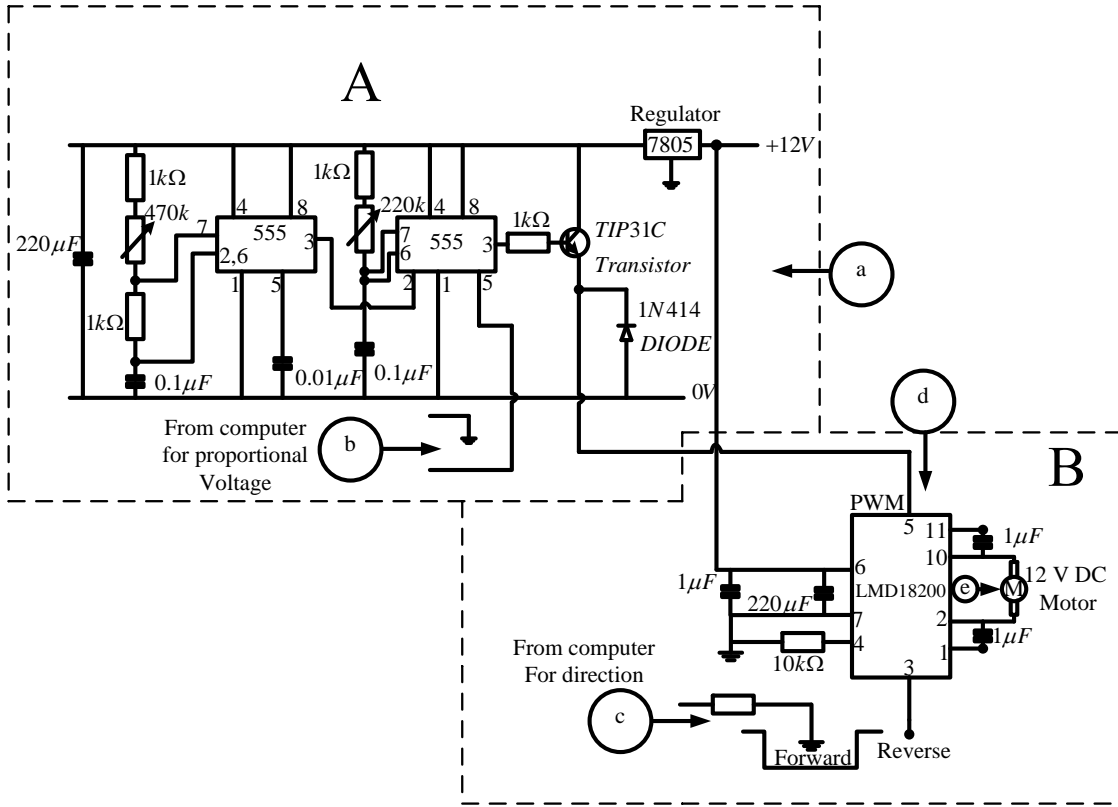 A
Regulator
7805
+12V
1kΩ
470k
220μF
7
2,6
4
8
555
3
1
5
1kΩ
0.1μF
0.01μF
1kΩ
220k
7
6
2
4
8
555
3
1
5
0.1μF
1kΩ
TIP31C
Transistor
1N414
DIODE
0V
a
From computer
for proportional
Voltage
b
d
B
PWM
5
11
10
6
LMD18200
7
4
2
1
3
1μF
e
M
12 V DC
Motor
1μF
1μF
220μF
10kΩ
From computer
For direction
c
Forward
Reverse